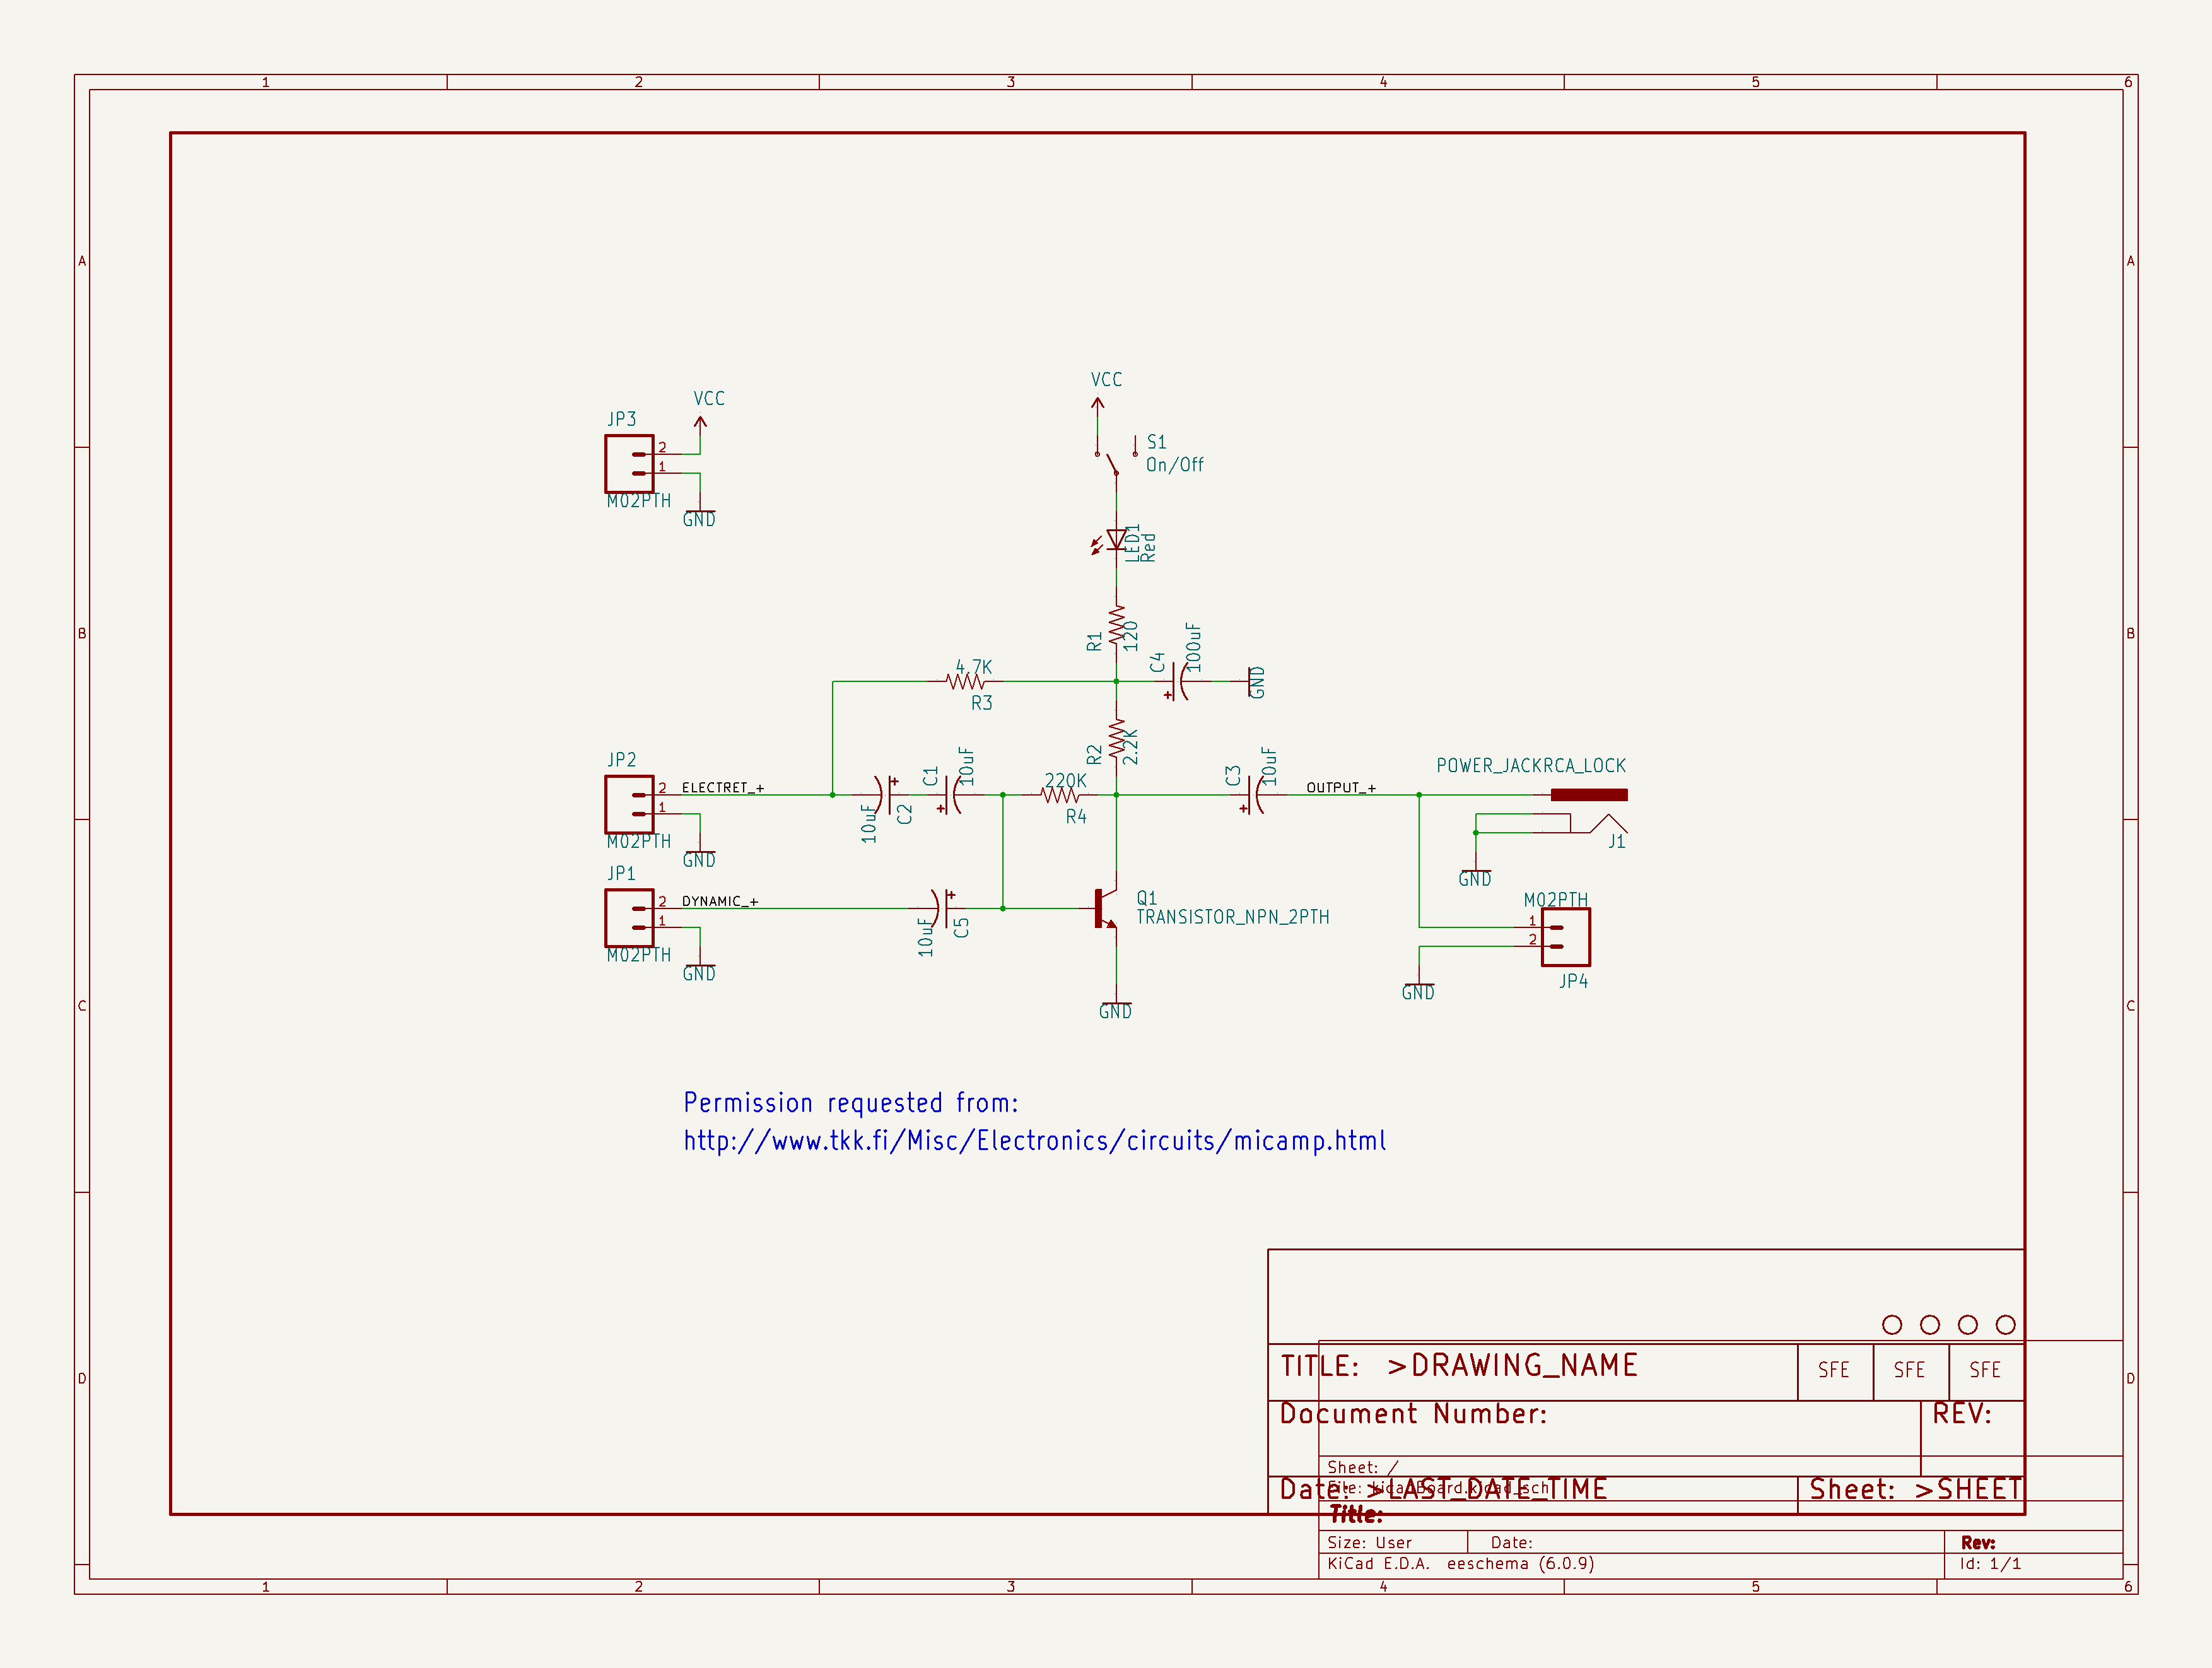 1 2 3 4 5 6
A A
VCC
VCC
JP3
S1
2
On/Off
1
M02PTH
GND
LED1
Red
B B
R1
120
C4
100uF
GND
4.7K
R3
R2
2.2K
JP2
C1
10uF
C3
10uF
POWER_JACKRCA_LOCK
2
ELECTRET_+
220K
OUTPUT_+
1
10uF
C2
R4
J1
M02PTH
GND
GND
JP1
2
DYNAMIC_+
Q1
M02PTH
1
10uF
C5
TRANSISTOR_NPN_2PTH
1
2
M02PTH
GND
JP4
GND
GND
C C
Permission requested from:
http://www.tkk.fi/Misc/Electronics/circuits/micamp.html
TITLE: >DRAWING_NAME
SFE SFE SFE
D D
Document Number:
REV:
Sheet: /
File: kicadBoard.kicad_sch
Date: >LAST_DATE_TIME
Sheet: >SHEET
Title:
Size: User
Date:
Rev:
KiCad E.D.A. eeschema (6.0.9)
Id: 1/1
1 2 3 4 5 6